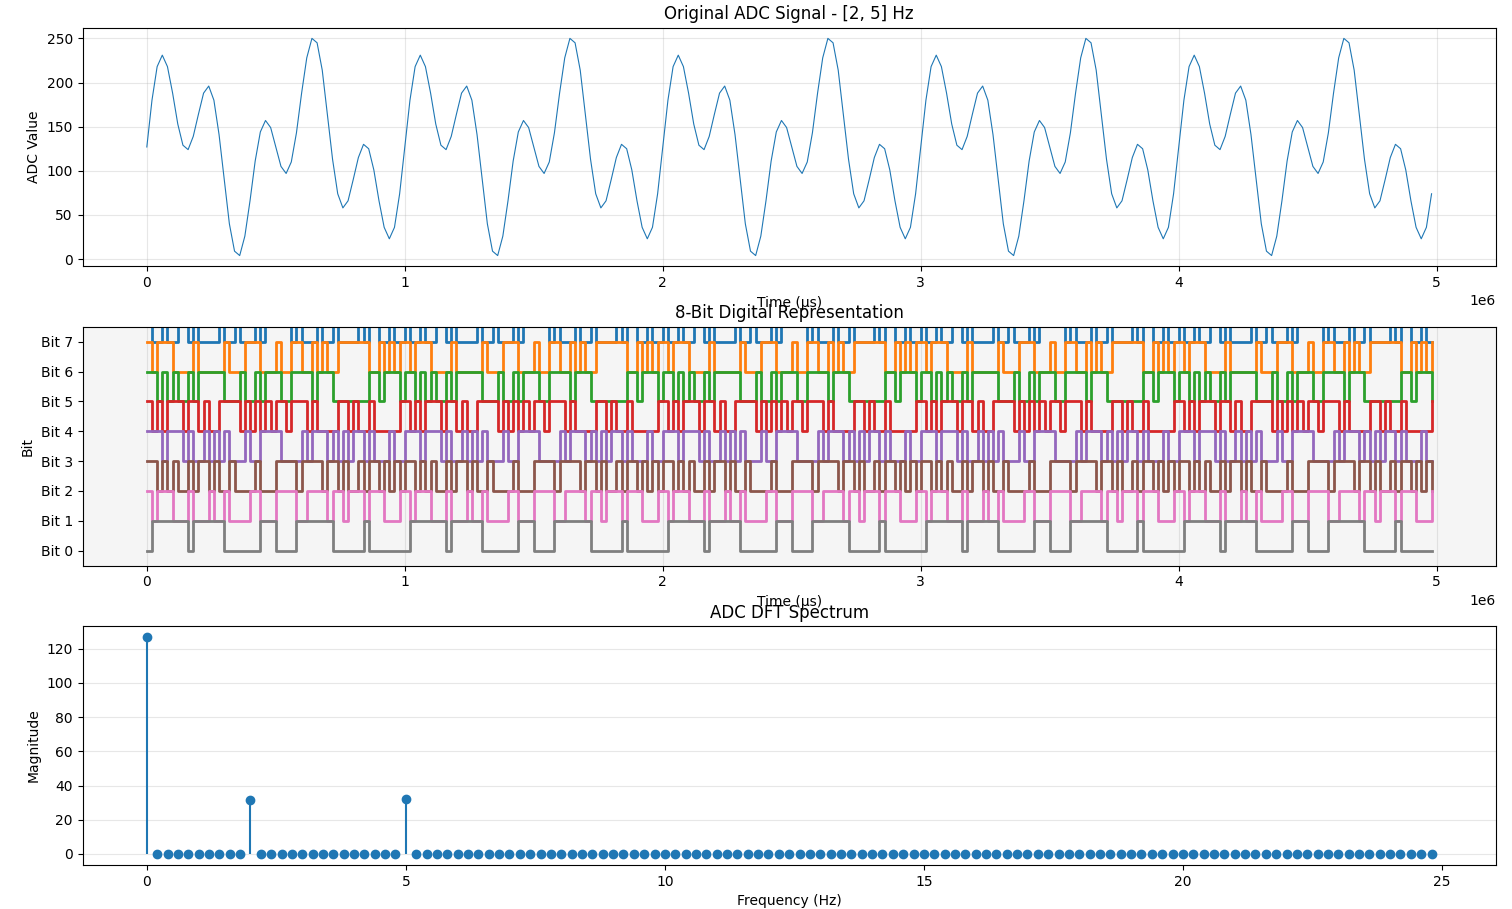 Original ADC Signal - [2, 5] Hz
ADC Value
250
200
150
100
50
0
0 1 2 3 4 5
1e6
Time (µs)
8-Bit Digital Representation
Bit
Bit 7
Bit 6
Bit 5
Bit 4
Bit 3
Bit 2
Bit 1
Bit 0
0 1 2 3 4 5
1e6
Time (µs)
ADC DFT Spectrum
Magnitude
120
100
80
60
40
20
0
0 5 10 15 20 25
Frequency (Hz)